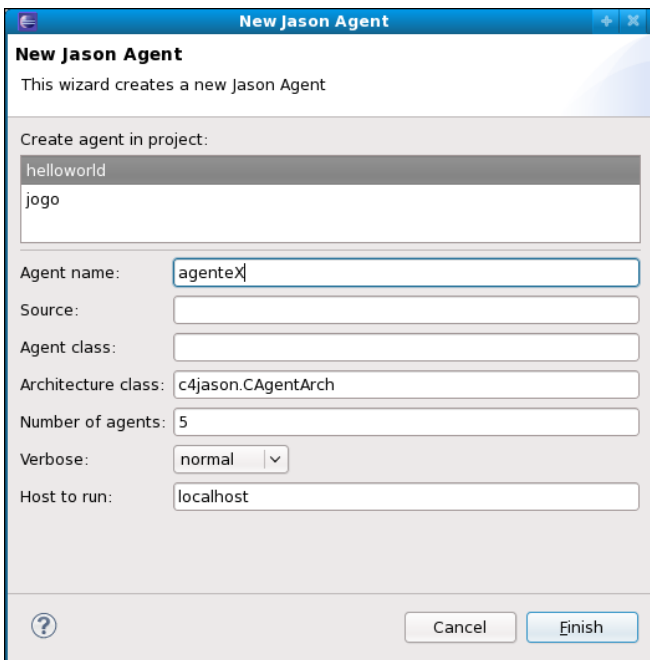 New Jason Agent
New Jason Agent
This wizard creates a new Jason Agent
Create agent in project:
helloworld
jogo
Agent name: agenteX
Source:
Agent class:
Architecture class: c4jason.CAgentArch
Number of agents: 5
Verbose: normal
Host to run: localhost
? Cancel Finish